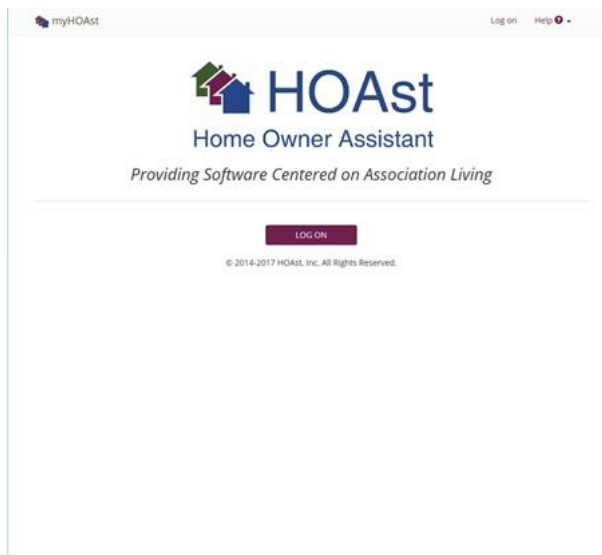 myHOAst
Log on Help ?
HOAst
Home Owner Assistant
Providing Software Centered on Association Living
LOG ON
© 2014-2017 HOAst, Inc. All Rights Reserved.